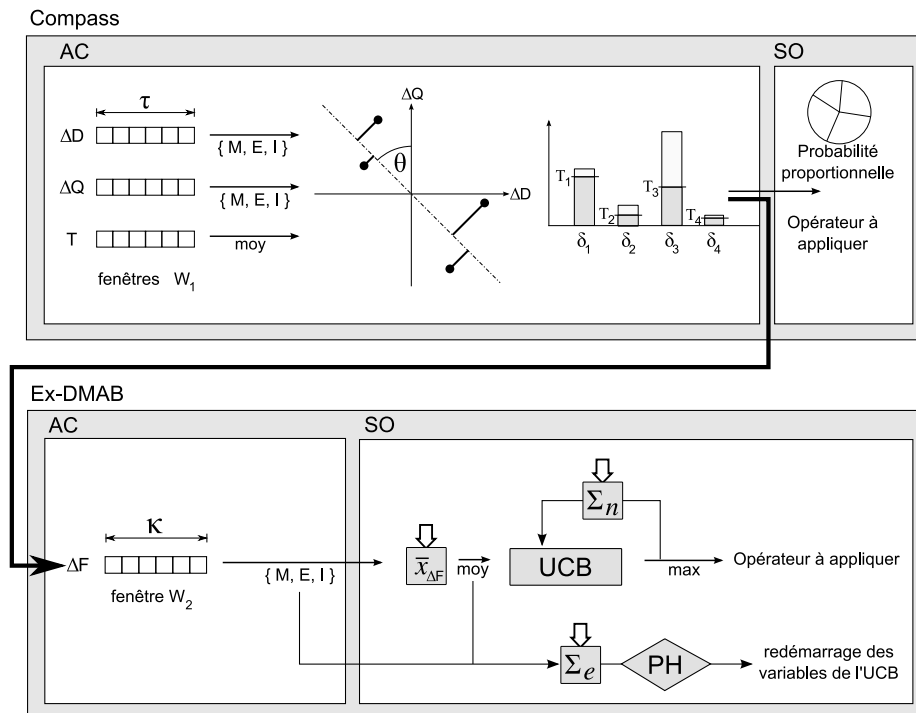 Compass
AC
SO
τ
ΔD
{ M, E, I }
ΔQ
{ M, E, I }
T
moy
fenêtres W1
ΔQ
θ
ΔD
T1
T2
T3
T4
δ1
δ2
δ3
δ4
Probabilité
proportionnelle
Opérateur à
appliquer
Ex-DMAB
AC
SO
κ
ΔF
{ M, E, I }
fenêtre W2
x̄ΔF
moy
UCB
Σn
max
Opérateur à appliquer
Σe
PH
redémarrage des
variables de l'UCB